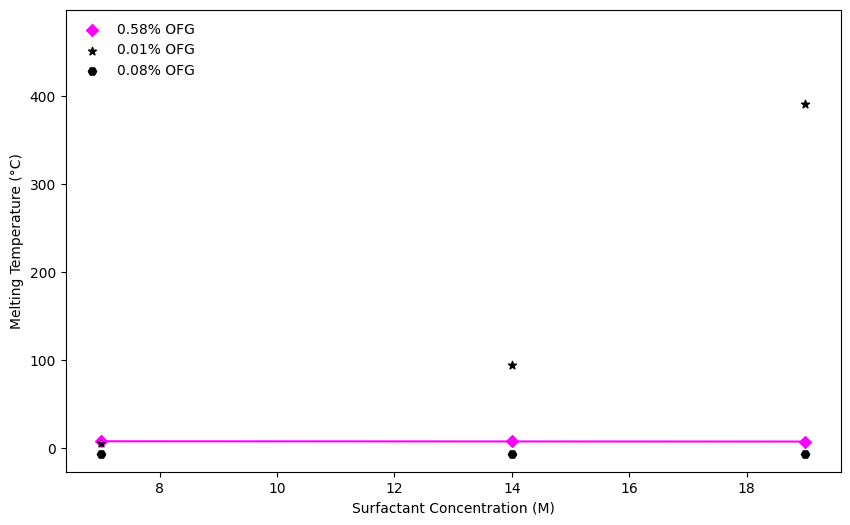 0.58% OFG
0.01% OFG
0.08% OFG
400
300
200
100
0
Melting Temperature (°C)
8 10 12 14 16 18
Surfactant Concentration (M)